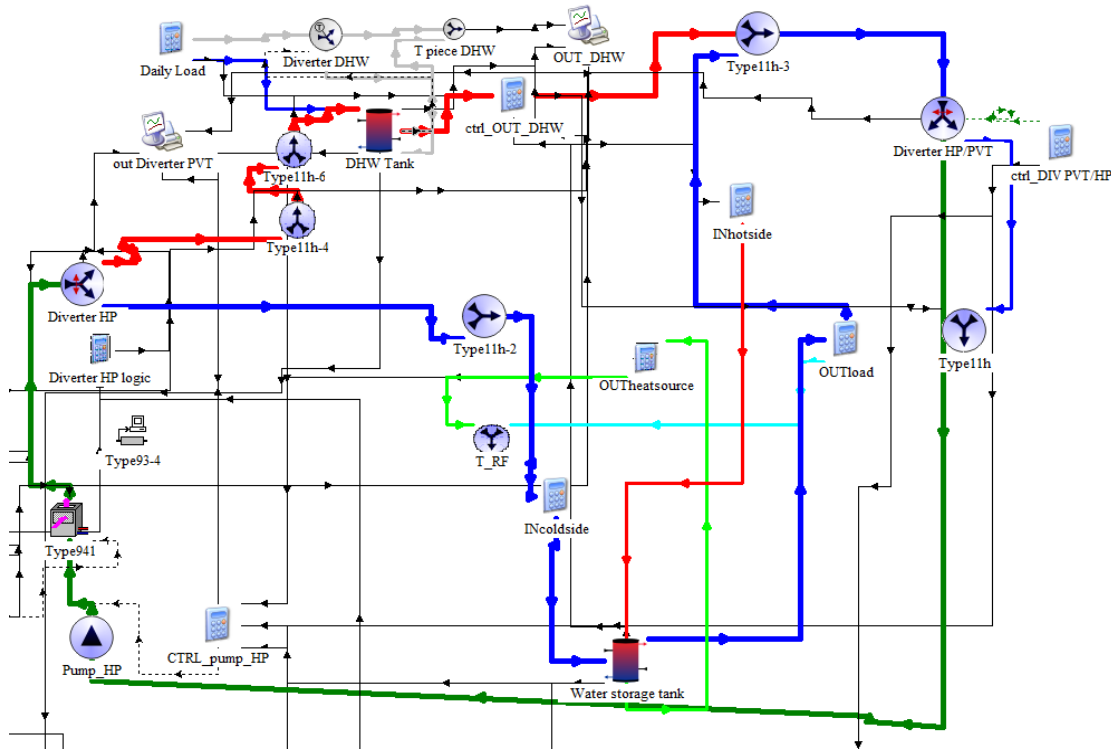 Daily Load
Diverter DHW
T piece DHW
OUT_DHW
Type11h-3
out Diverter PVT
DHW Tank
ctrl_OUT_DHW
Diverter HP/PVT
ctrl_DIV PVT/HP
Type11h-6
Type11h-4
INhotside
Diverter HP
Type11h-2
Type11h
Diverter HP logic
OUTheatsource
OUTload
Type93-4
T_RF
INcoldside
Type941
CTRL_pump_HP
Pump_HP
Water storage tank